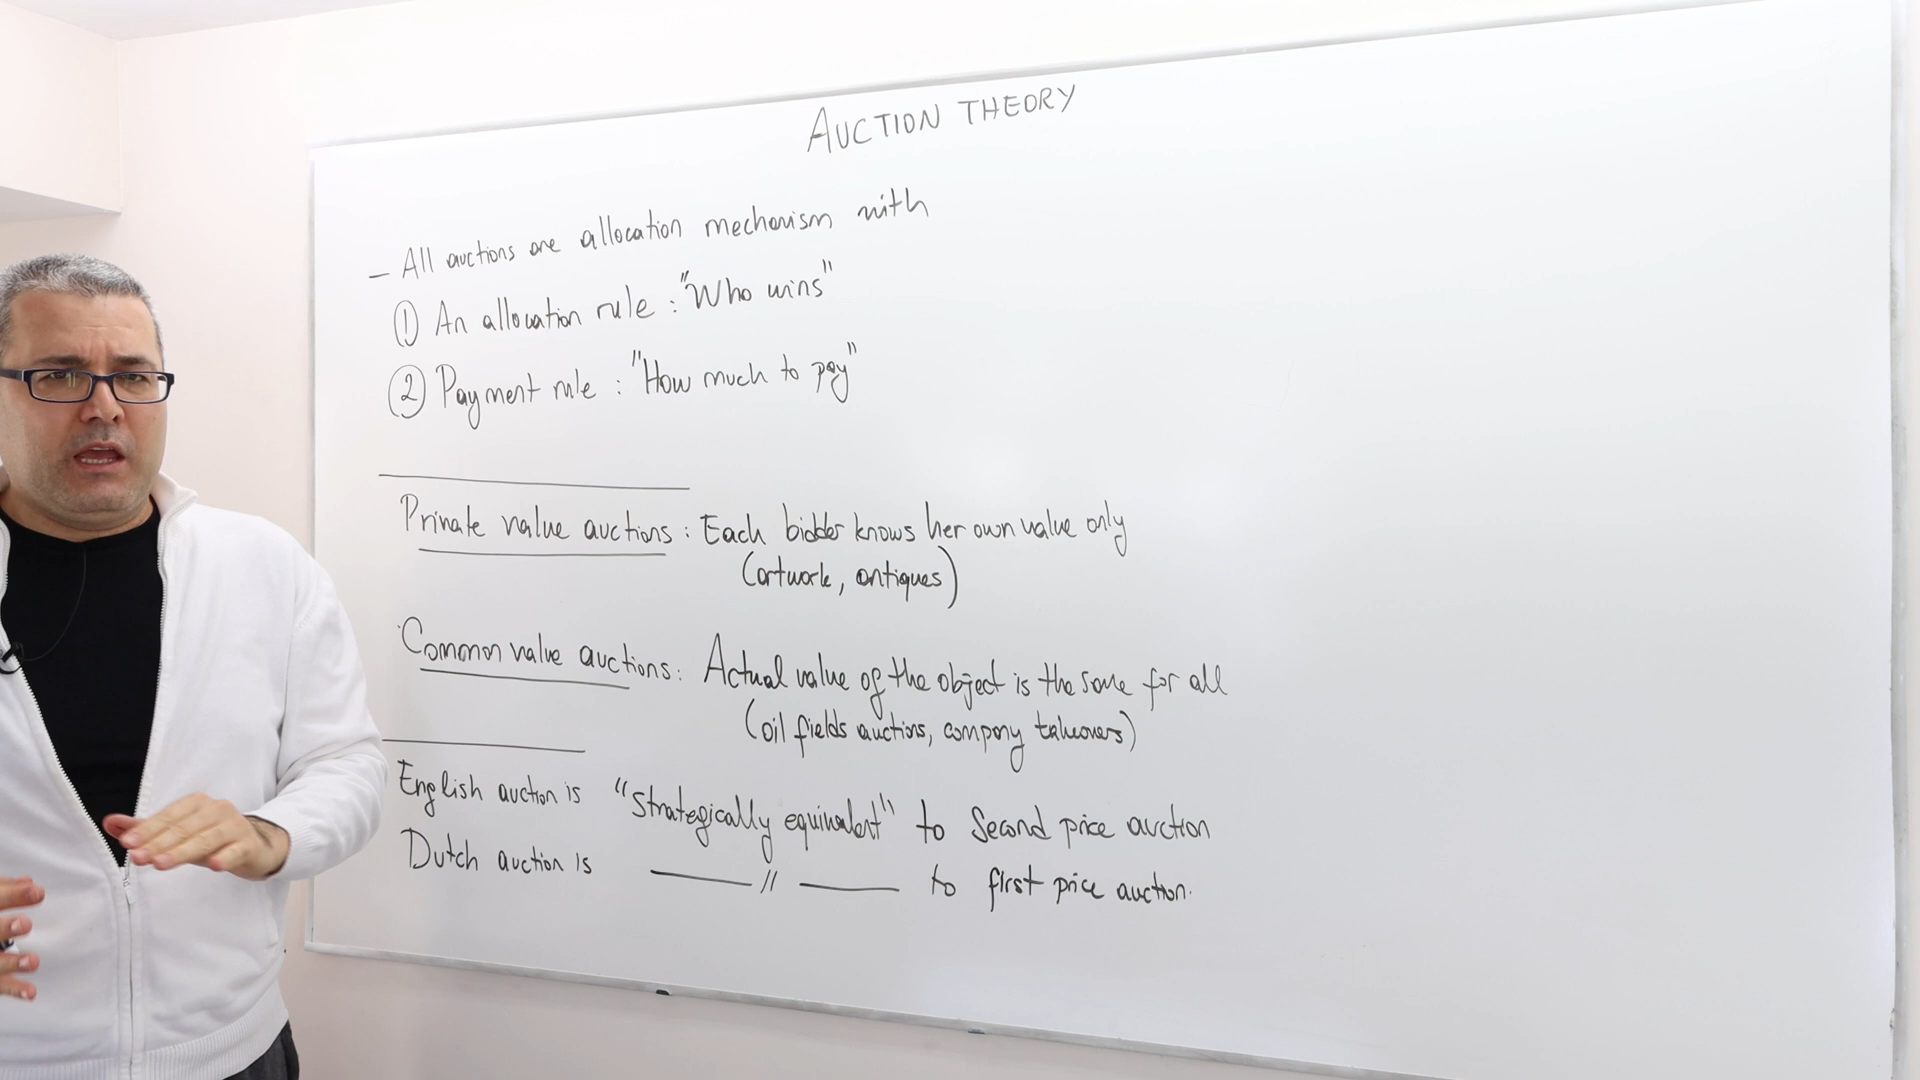 AUCTION THEORY
- All auctions are allocation mechanism with
① An allocation rule : "Who wins"
② Payment rule : "How much to pay"
Private value auctions : Each bidder knows her own value only
(artwork, antiques)
Common value auctions : Actual value of the object is the same for all
(oil fields auctions, company takeovers)
English auction is "strategically equivalent" to second price auction
Dutch auction is —— // —— to first price auction.